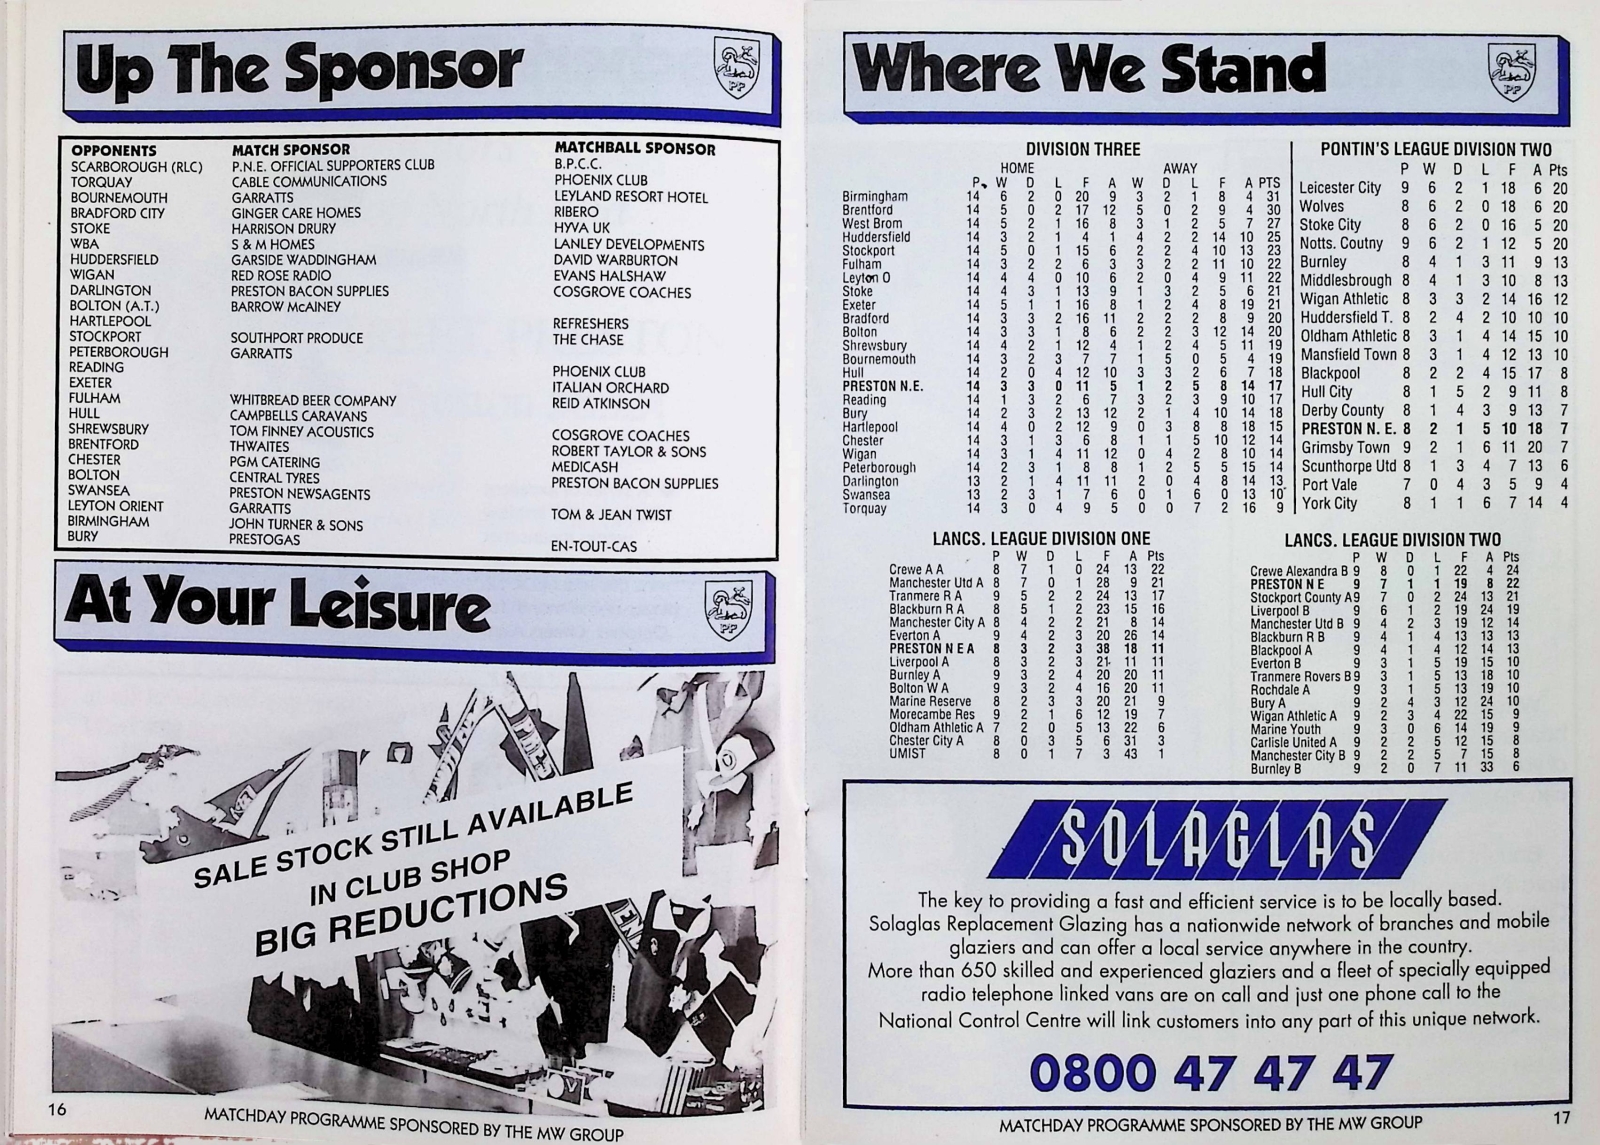 Up The Sponsor
PP
OPPONENTS MATCH SPONSOR MATCHBALL SPONSOR
SCARBOROUGH (RLC) P.N.E. OFFICIAL SUPPORTERS CLUB B.P.C.C.
TORQUAY CABLE COMMUNICATIONS PHOENIX CLUB
BOURNEMOUTH GARRATTS LEYLAND RESORT HOTEL
BRADFORD CITY GINGER CARE HOMES RIBERO
STOKE HARRISON DRURY HYVA UK
WBA S & M HOMES LANLEY DEVELOPMENTS
HUDDERSFIELD GARSIDE WADDINGHAM DAVID WARBURTON
WIGAN RED ROSE RADIO EVANS HALSHAW
DARLINGTON PRESTON BACON SUPPLIES COSGROVE COACHES
BOLTON (A.T.) BARROW McAINEY
HARTLEPOOL REFRESHERS
STOCKPORT SOUTHPORT PRODUCE THE CHASE
PETERBOROUGH GARRATTS
READING PHOENIX CLUB
EXETER ITALIAN ORCHARD
FULHAM WHITBREAD BEER COMPANY REID ATKINSON
HULL CAMPBELLS CARAVANS
SHREWSBURY TOM FINNEY ACOUSTICS COSGROVE COACHES
BRENTFORD THWAITES ROBERT TAYLOR & SONS
CHESTER PGM CATERING MEDICASH
BOLTON CENTRAL TYRES PRESTON BACON SUPPLIES
SWANSEA PRESTON NEWSAGENTS
LEYTON ORIENT GARRATTS TOM & JEAN TWIST
BIRMINGHAM JOHN TURNER & SONS
BURY PRESTOGAS EN-TOUT-CAS
At Your Leisure
PP
SALE STOCK STILL AVAILABLE
IN CLUB SHOP
BIG REDUCTIONS
16
MATCHDAY PROGRAMME SPONSORED BY THE MW GROUP
Where We Stand
PP
DIVISION THREE
HOME AWAY
P W D L F A W D L F A PTS
Birmingham 14 6 2 0 20 9 3 2 1 8 4 31
Brentford 14 5 0 2 17 12 5 0 2 9 4 30
West Brom 14 5 2 1 16 8 3 1 2 5 7 27
Huddersfield 14 3 2 1 4 1 4 2 2 14 10 25
Stockport 14 5 0 1 15 6 2 2 4 10 13 23
Fulham 14 3 2 2 6 3 3 2 2 11 10 22
Leyton O 14 4 4 0 10 6 2 0 4 9 11 22
Stoke 14 4 3 1 13 9 1 3 2 5 6 21
Exeter 14 5 1 1 16 8 1 2 4 8 19 21
Bradford 14 3 3 2 16 11 2 2 2 8 9 20
Bolton 14 3 3 1 8 6 2 2 3 12 14 20
Shrewsbury 14 4 2 1 12 4 1 2 4 5 11 19
Bournemouth 14 3 2 3 7 7 1 5 0 5 4 19
Hull 14 2 0 4 12 10 3 3 2 6 7 18
PRESTON N.E. 14 3 3 0 11 5 1 2 5 8 14 17
Reading 14 1 3 2 6 7 3 2 3 9 10 17
Bury 14 2 3 2 13 12 2 1 4 10 14 18
Hartlepool 14 4 0 2 12 9 0 3 8 8 18 15
Chester 14 3 1 3 6 8 1 1 5 10 12 14
Wigan 14 3 1 4 11 12 0 4 2 8 10 14
Peterborough 14 2 3 1 8 8 1 2 5 5 15 14
Darlington 13 2 1 4 11 11 2 0 4 8 14 13
Swansea 13 2 3 1 7 6 0 1 6 0 13 10
Torquay 14 3 0 4 9 5 0 0 7 2 16 9
PONTIN'S LEAGUE DIVISION TWO
P W D L F A Pts
Leicester City 9 6 2 1 18 6 20
Wolves 8 6 2 0 18 6 20
Stoke City 8 6 2 0 16 5 20
Notts. Coutny 9 6 2 1 12 5 20
Burnley 8 4 1 3 11 9 13
Middlesbrough 8 4 1 3 10 8 13
Wigan Athletic 8 3 3 2 14 16 12
Huddersfield T. 8 2 4 2 10 10 10
Oldham Athletic 8 3 1 4 14 15 10
Mansfield Town 8 3 1 4 12 13 10
Blackpool 8 2 2 4 15 17 8
Hull City 8 1 5 2 9 11 8
Derby County 8 1 4 3 9 13 7
PRESTON N. E. 8 2 1 5 10 18 7
Grimsby Town 9 2 1 6 11 20 7
Scunthorpe Utd 8 1 3 4 7 13 6
Port Vale 7 0 4 3 5 9 4
York City 8 1 1 6 7 14 4
LANCS. LEAGUE DIVISION ONE
P W D L F A Pts
Crewe A A 8 7 1 0 24 13 22
Manchester Utd A 8 7 0 1 28 9 21
Tranmere R A 9 5 2 2 24 13 17
Blackburn R A 8 5 1 2 23 15 16
Manchester City A 8 4 2 2 21 8 14
Everton A 9 4 2 3 20 26 14
PRESTON N E A 8 3 2 3 38 18 11
Liverpool A 8 3 2 3 21 11 11
Burnley A 9 3 2 4 20 20 11
Bolton W A 9 3 2 4 16 20 11
Marine Reserve 8 2 3 3 20 21 9
Morecambe Res 9 2 1 6 12 19 7
Oldham Athletic A 7 2 0 5 13 22 6
Chester City A 8 0 3 5 6 31 3
UMIST 8 0 1 7 3 43 1
LANCS. LEAGUE DIVISION TWO
P W D L F A Pts
Crewe Alexandra B 9 8 0 1 22 4 24
PRESTON N E 9 7 1 1 19 8 22
Stockport County A 9 7 0 2 24 13 21
Liverpool B 9 6 1 2 19 24 19
Manchester Utd B 9 4 2 3 19 12 14
Blackburn R B 9 4 1 4 13 13 13
Blackpool A 9 4 1 4 12 14 13
Everton B 9 3 1 5 19 15 10
Tranmere Rovers B 9 3 1 5 13 18 10
Rochdale A 9 3 1 5 13 19 10
Bury A 9 2 4 3 12 24 10
Wigan Athletic A 9 2 3 4 22 15 9
Marine Youth 9 3 0 6 14 19 9
Carlisle United A 9 2 2 5 12 15 8
Manchester City B 9 2 2 5 7 15 8
Burnley B 9 2 0 7 11 33 6
SOLAGLAS
The key to providing a fast and efficient service is to be locally based.
Solaglas Replacement Glazing has a nationwide network of branches and mobile
glaziers and can offer a local service anywhere in the country.
More than 650 skilled and experienced glaziers and a fleet of specially equipped
radio telephone linked vans are on call and just one phone call to the
National Control Centre will link customers into any part of this unique network.
0800 47 47 47
MATCHDAY PROGRAMME SPONSORED BY THE MW GROUP
17